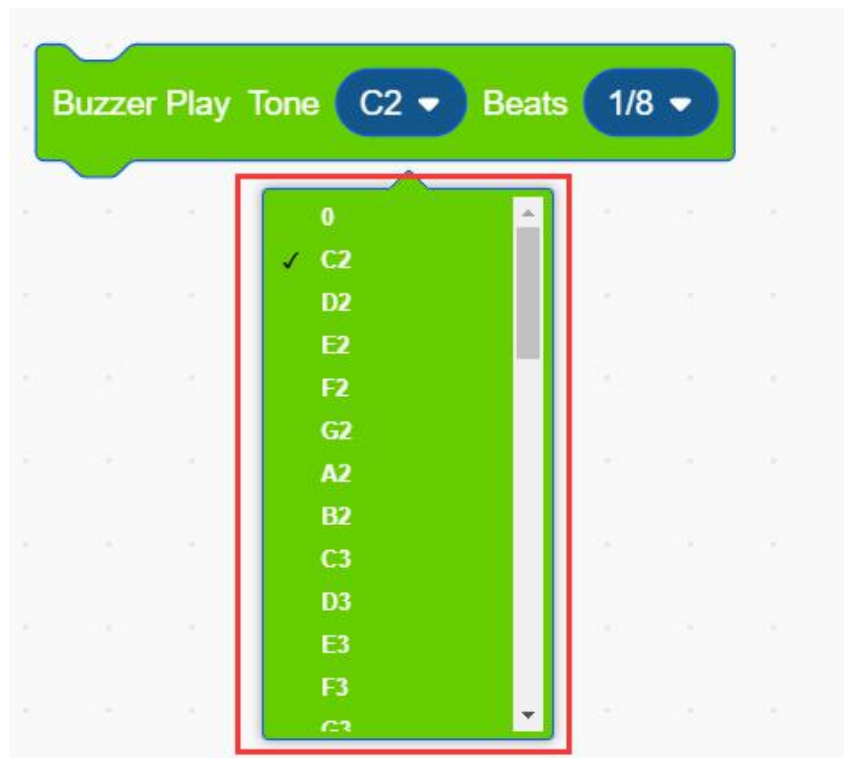 Buzzer Play Tone C2 Beats 1/8
0
✓ C2
D2
E2
F2
G2
A2
B2
C3
D3
E3
F3
G3